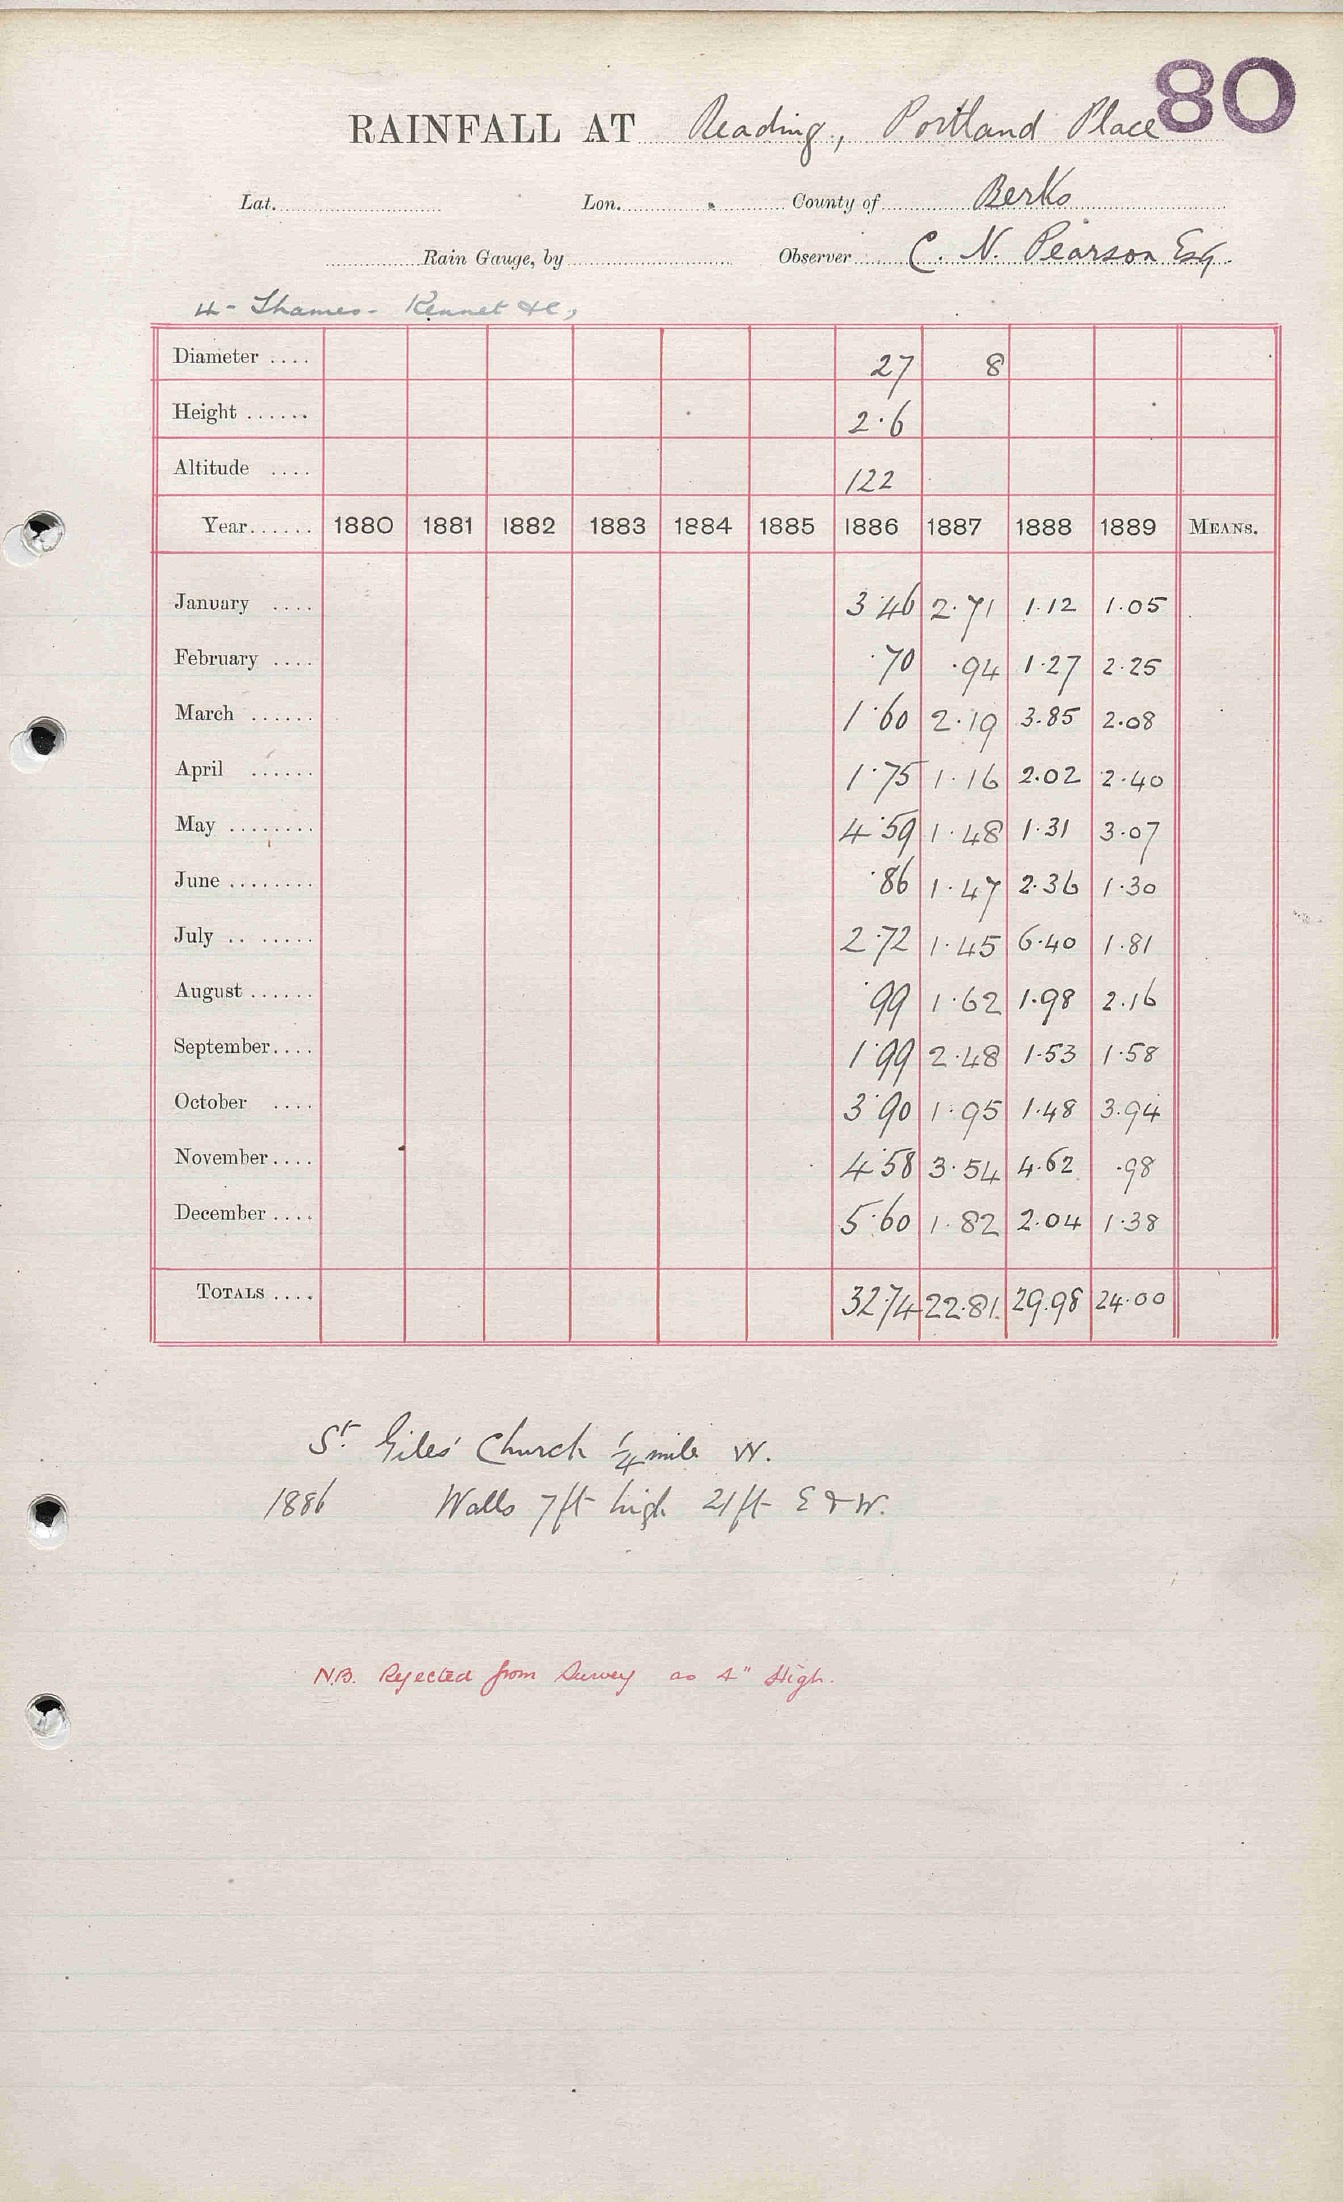 80
RAINFALL AT Reading, Portland Place
Lat. Lon. County of Berks
Rain Gauge, by Observer C. N. Pearson Esq.
4 - Thames - Kennet &c,
Diameter .... 27 8
Height ...... 2·6
Altitude .... 122
Year...... 1880 1881 1882 1883 1884 1885 1886 1887 1888 1889 MEANS.
January .... 3·46 2·71 1·12 1·05
February .... ·70 ·94 1·27 2·25
March ...... 1·60 2·19 3·85 2·08
April ...... 1·75 1·16 2·02 2·40
May ........ 4·59 1·48 1·31 3·07
June ........ ·86 1·47 2·36 1·30
July .. ...... 2·72 1·45 6·40 1·81
August ...... ·99 1·62 1·98 2·16
September.... 1·99 2·48 1·53 1·58
October .... 3·90 1·95 1·48 3·94
November.... 4·58 3·54 4·62 ·98
December .... 5·60 1·82 2·04 1·38
TOTALS .... 32·74 22·81 29·98 24·00
St. Giles' Church 1/4 mile W.
1886 Walls 7ft high 21ft E & W.
N.B. Rejected from Survey as 4" High.